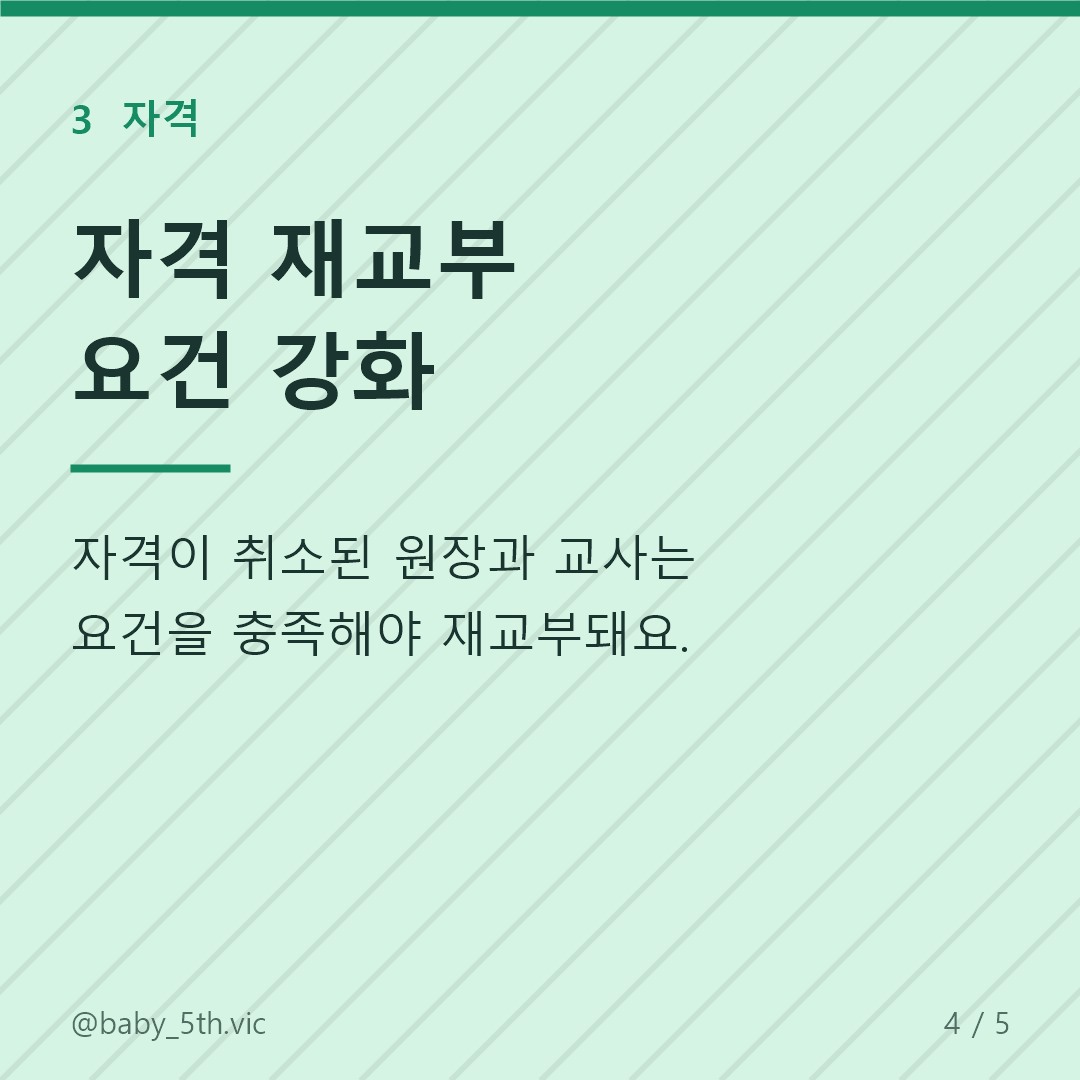 3 자격
자격 재교부
요건 강화
자격이 취소된 원장과 교사는
요건을 충족해야 재교부돼요.
@baby_5th.vic
4 / 5